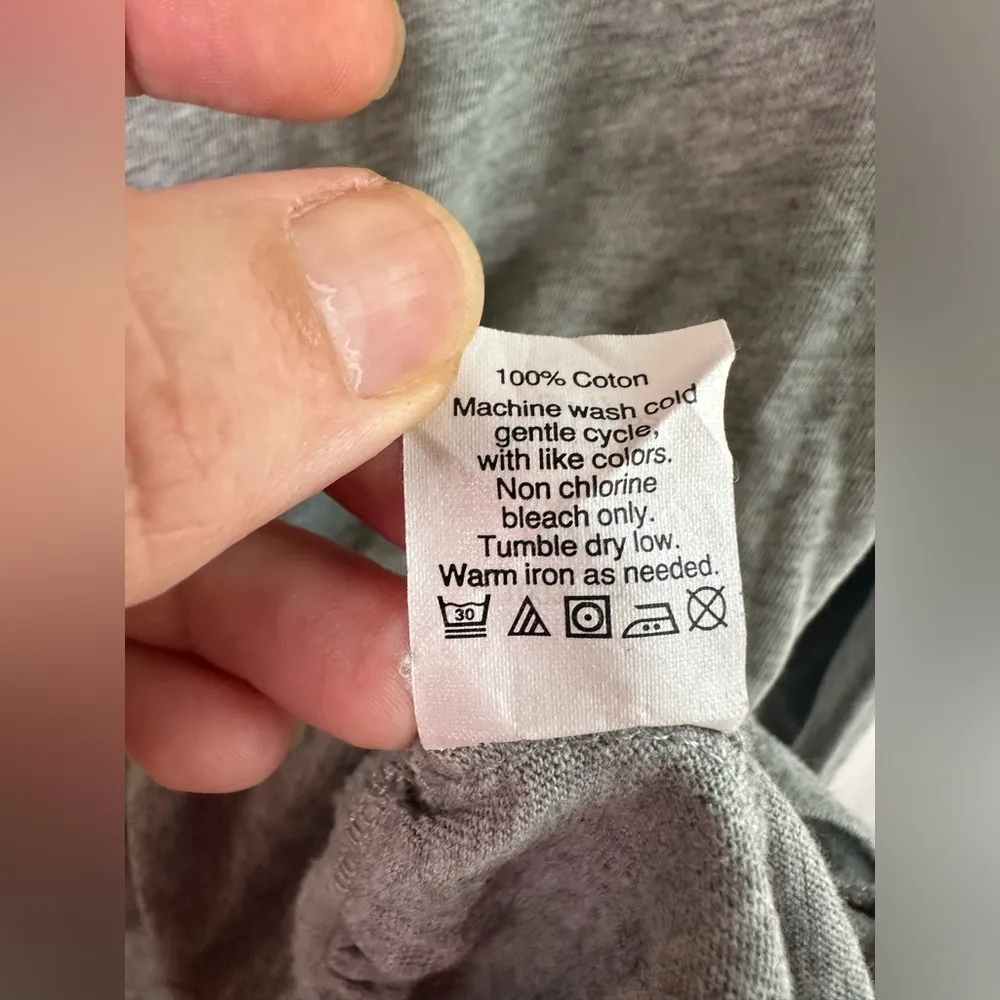 100% Coton
Machine wash cold
gentle cycle,
with like colors.
Non chlorine
bleach only.
Tumble dry low.
Warm iron as needed.
30